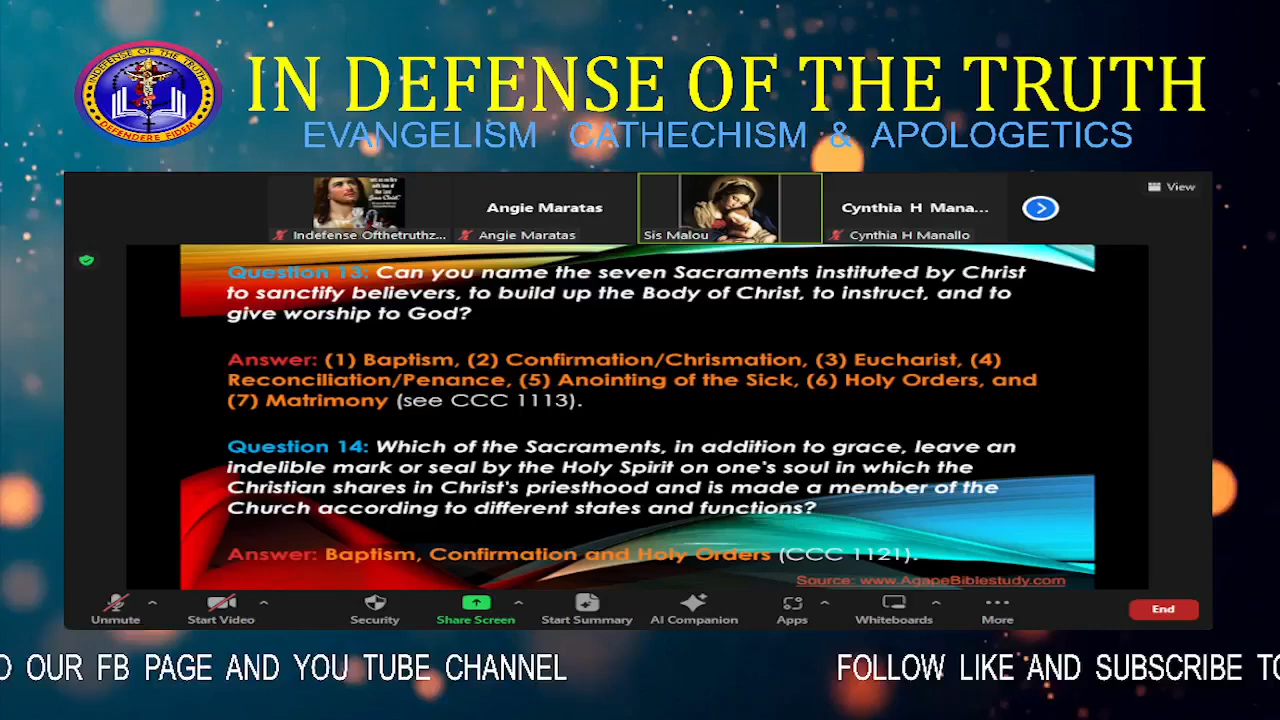 INDEFENSE OF THE TRUTH
DEFENDERE FIDEM
IN DEFENSE OF THE TRUTH
EVANGELISM CATHECHISM & APOLOGETICS
View
Indefense Ofthetruthz...
Angie Maratas
Angie Maratas
Sis Malou
Cynthia H Mana...
Cynthia H Manallo
Question 13: Can you name the seven Sacraments instituted by Christ
to sanctify believers, to build up the Body of Christ, to instruct, and to
give worship to God?
Answer: (1) Baptism, (2) Confirmation/Chrismation, (3) Eucharist, (4)
Reconciliation/Penance, (5) Anointing of the Sick, (6) Holy Orders, and
(7) Matrimony (see CCC 1113).
Question 14: Which of the Sacraments, in addition to grace, leave an
indelible mark or seal by the Holy Spirit on one's soul in which the
Christian shares in Christ's priesthood and is made a member of the
Church according to different states and functions?
Answer: Baptism, Confirmation and Holy Orders (CCC 1121).
Source: www.AgapeBiblestudy.com
Unmute
Start Video
Security
Share Screen
Start Summary
AI Companion
Apps
Whiteboards
More
End
O OUR FB PAGE AND YOU TUBE CHANNEL
FOLLOW LIKE AND SUBSCRIBE TO